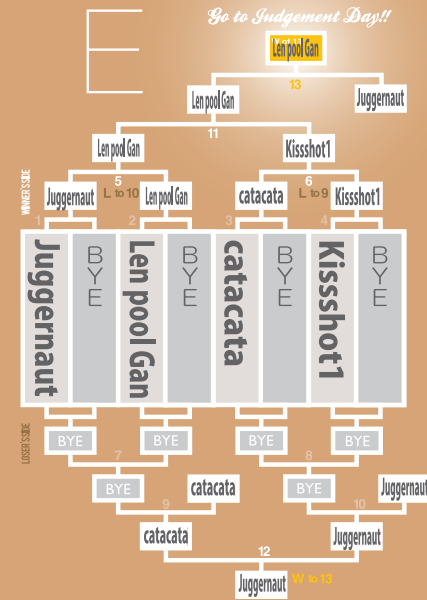 E
Go to Judgement Day!!
Len pool Gan
13
Len pool Gan
Juggernaut
11
Len pool Gan
Kissshot1
WINNER'S SIDE
5
6
Juggernaut
L to 10
Len pool Gan
catacata
L to 9
Kissshot1
1
2
3
4
Juggernaut
BYE
Len pool Gan
BYE
catacata
BYE
Kissshot1
BYE
LOSER'S SIDE
BYE
BYE
BYE
BYE
7
8
BYE
catacata
BYE
Juggernaut
9
10
catacata
Juggernaut
12
Juggernaut
W to 13